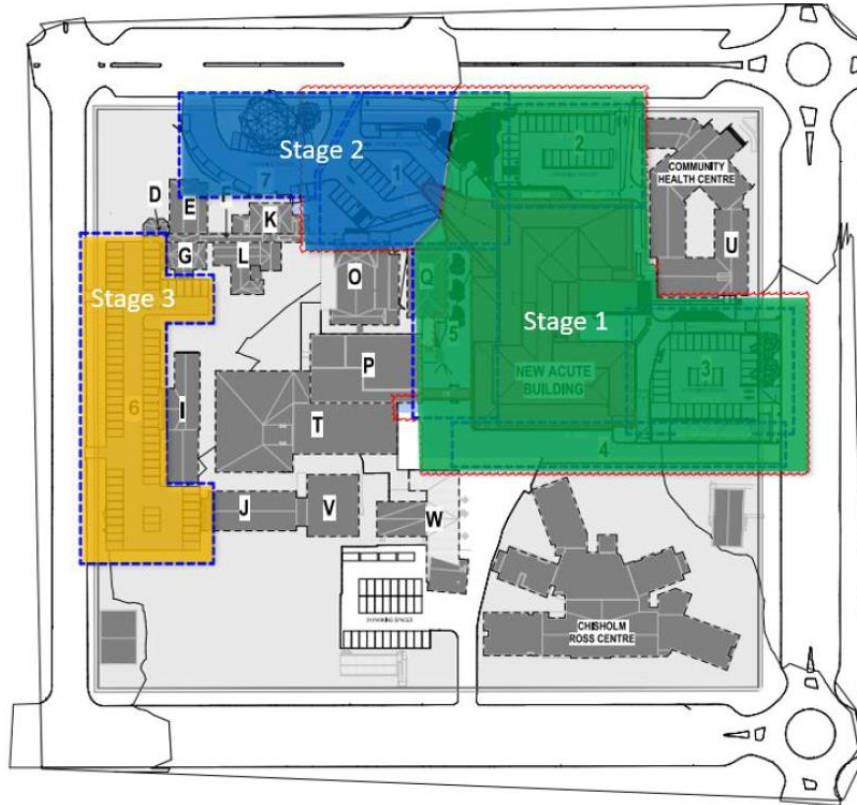 Stage 2
2
1
7
COMMUNITY
HEALTH CENTRE
D
E
F
K
U
G
L
O
Q
Stage 3
Stage 1
5
P
NEW ACUTE
BUILDING
3
6
I
T
4
J
V
W
CHISHOLM
ROSS CENTRE